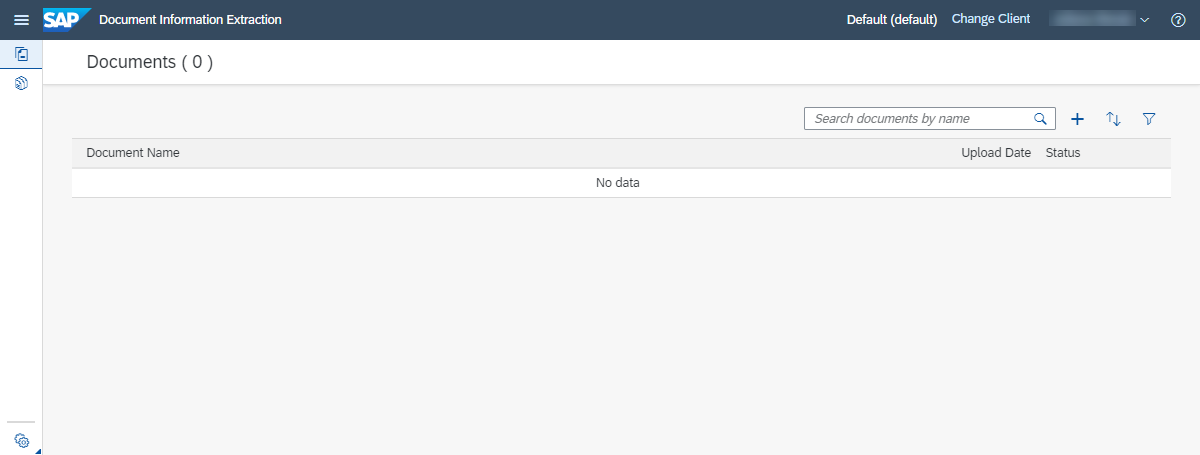 SAP Document Information Extraction Default (default) Change Client
Documents ( 0 )
Search documents by name
Document Name Upload Date Status
No data